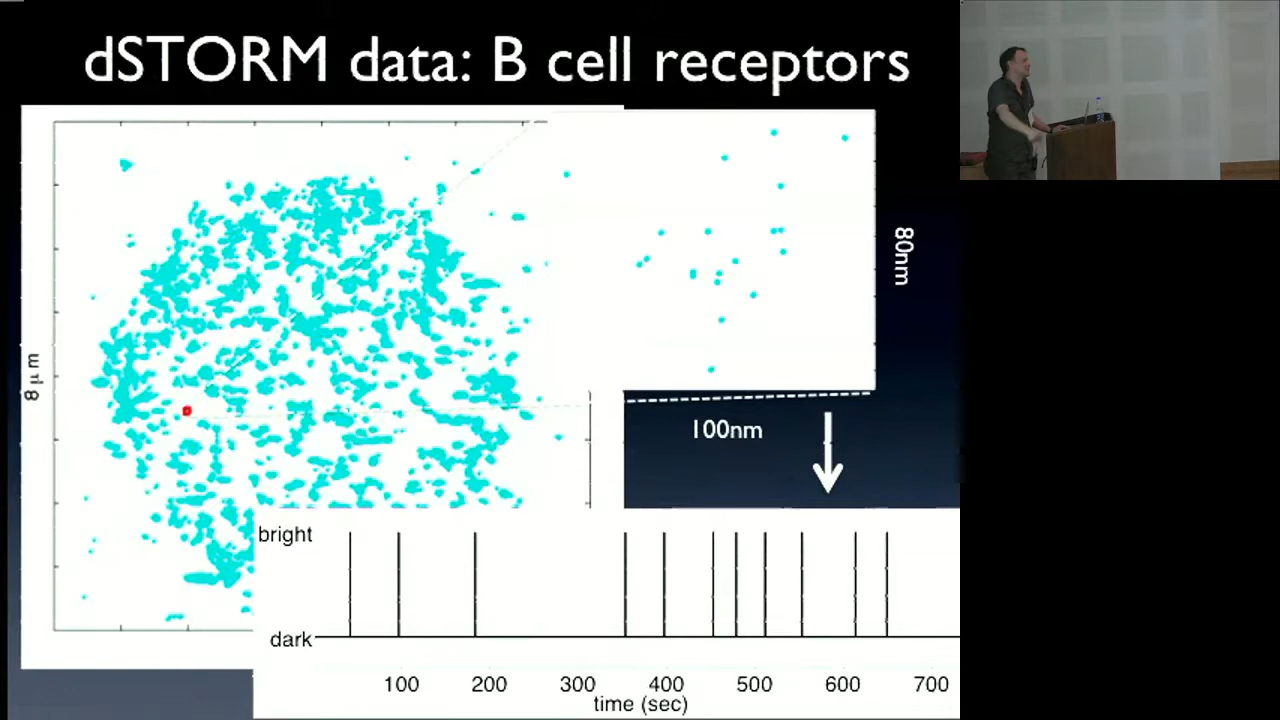 dSTORM data: B cell receptors
8 μm
80nm
100nm
bright
dark
100 200 300 400 500 600 700
time (sec)